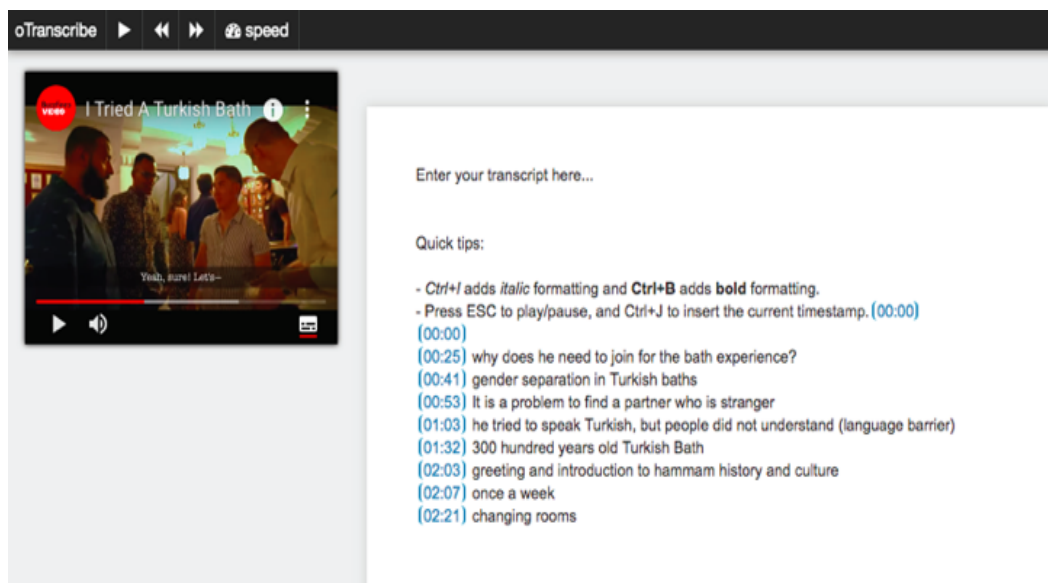 oTranscribe speed
VIDEO I Tried A Turkish Bath
Yeah, sure! Let's–
Enter your transcript here...
Quick tips:
- Ctrl+I adds italic formatting and Ctrl+B adds bold formatting.
- Press ESC to play/pause, and Ctrl+J to insert the current timestamp. (00:00)
(00:00)
(00:25) why does he need to join for the bath experience?
(00:41) gender separation in Turkish baths
(00:53) It is a problem to find a partner who is stranger
(01:03) he tried to speak Turkish, but people did not understand (language barrier)
(01:32) 300 hundred years old Turkish Bath
(02:03) greeting and introduction to hammam history and culture
(02:07) once a week
(02:21) changing rooms